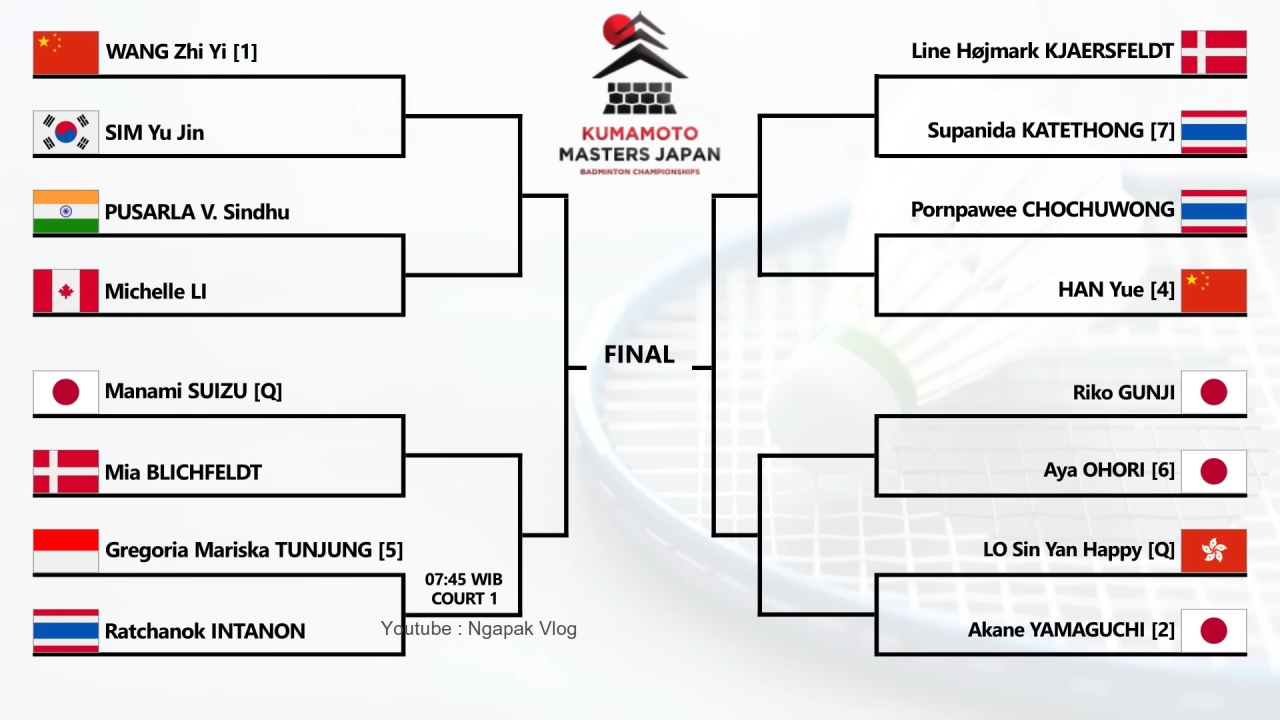 WANG Zhi Yi [1]
SIM Yu Jin
PUSARLA V. Sindhu
Michelle LI
Manami SUIZU [Q]
Mia BLICHFELDT
Gregoria Mariska TUNJUNG [5]
Ratchanok INTANON
07:45 WIB
COURT 1
Youtube : Ngapak Vlog
KUMAMOTO
MASTERS JAPAN
BADMINTON CHAMPIONSHIPS
FINAL
Line Højmark KJAERSFELDT
Supanida KATETHONG [7]
Pornpawee CHOCHUWONG
HAN Yue [4]
Riko GUNJI
Aya OHORI [6]
LO Sin Yan Happy [Q]
Akane YAMAGUCHI [2]